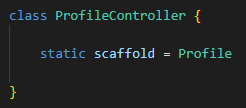 class ProfileController {
static scaffold = Profile
}